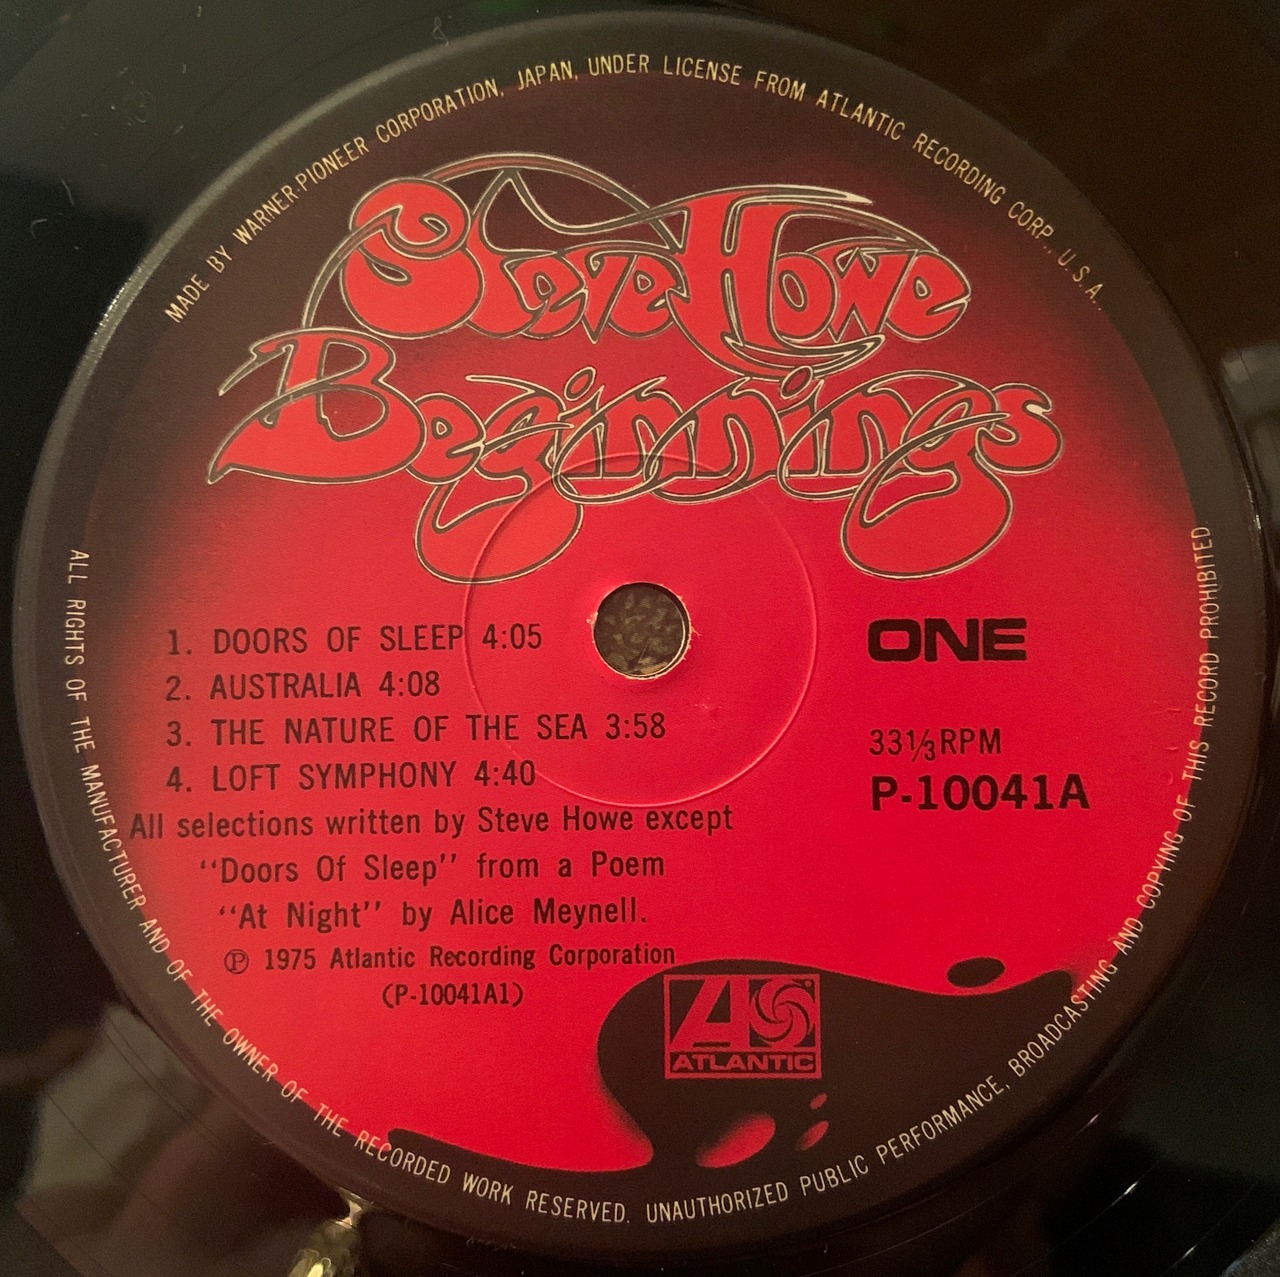 MADE BY WARNER-PIONEER CORPORATION, JAPAN, UNDER LICENSE FROM ATLANTIC RECORDING CORP., U.S.A.
Steve Howe
Beginnings
1. DOORS OF SLEEP 4:05
2. AUSTRALIA 4:08
3. THE NATURE OF THE SEA 3:58
4. LOFT SYMPHONY 4:40
All selections written by Steve Howe except
“Doors Of Sleep” from a Poem
“At Night” by Alice Meynell.
Ⓟ 1975 Atlantic Recording Corporation
(P-10041A1)
ONE
33⅓RPM
P-10041A
ATLANTIC
ALL RIGHTS OF THE MANUFACTURER AND OF THE OWNER OF THE RECORDED WORK RESERVED. UNAUTHORIZED PUBLIC PERFORMANCE, BROADCASTING AND COPYING OF THIS RECORD PROHIBITED.